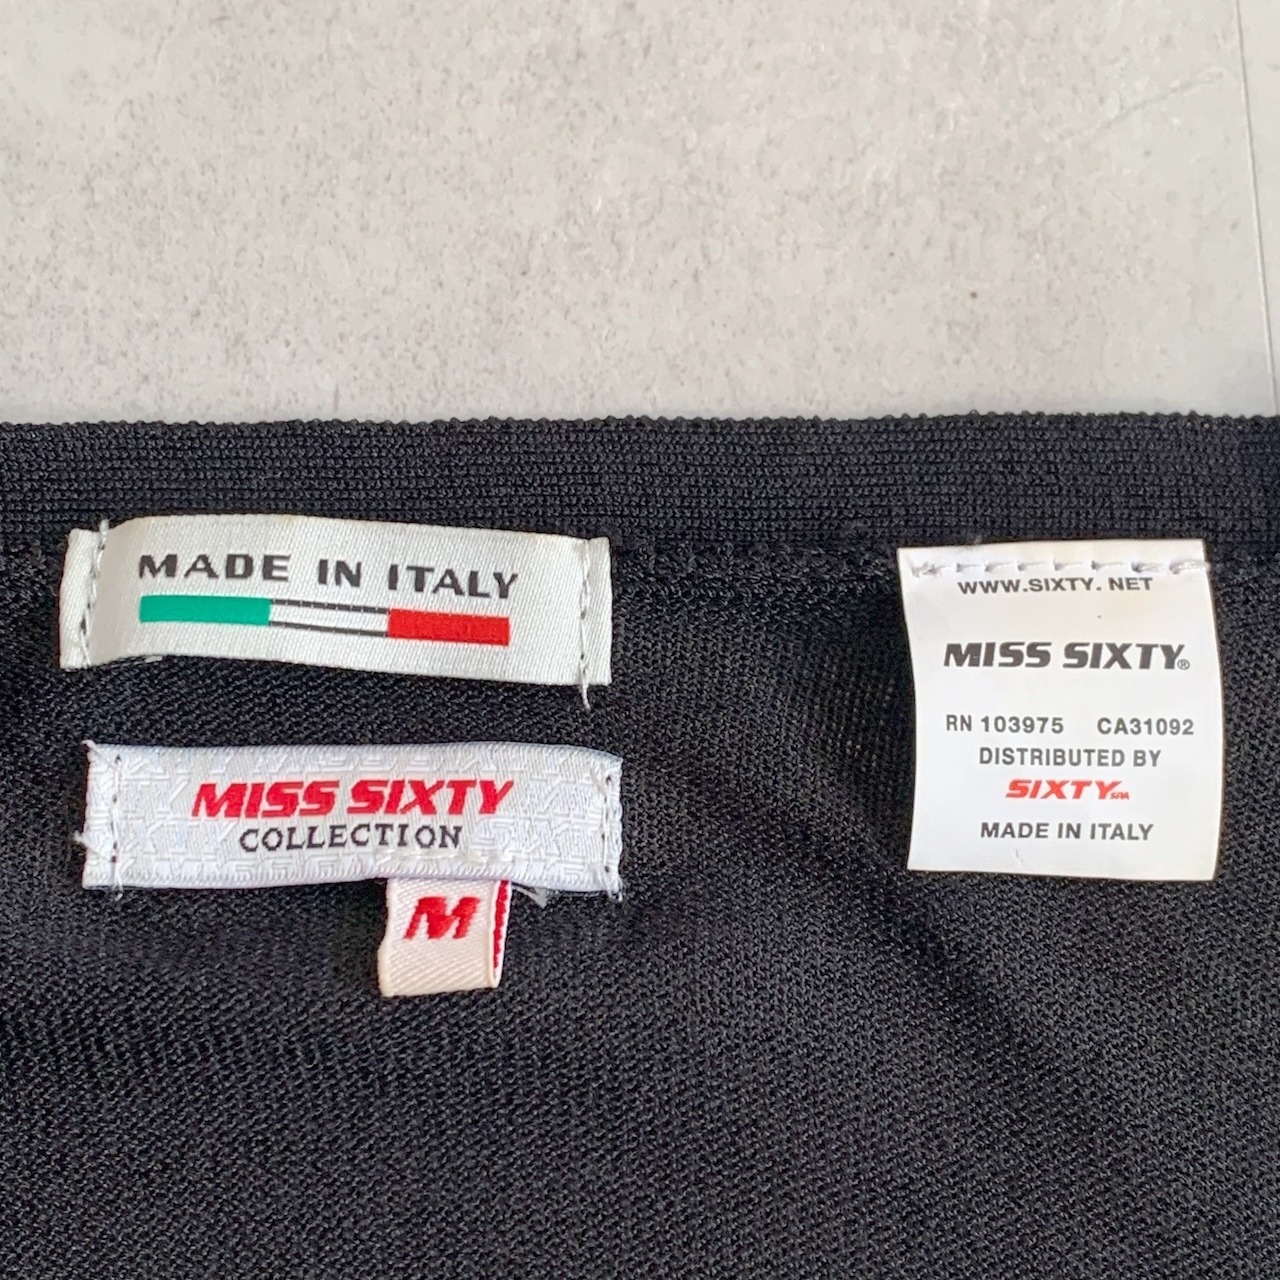 MADE IN ITALY
MISS SIXTY
COLLECTION
M
WWW.SIXTY.NET
MISS SIXTY®
RN 103975 CA31092
DISTRIBUTED BY
SIXTY SPA
MADE IN ITALY